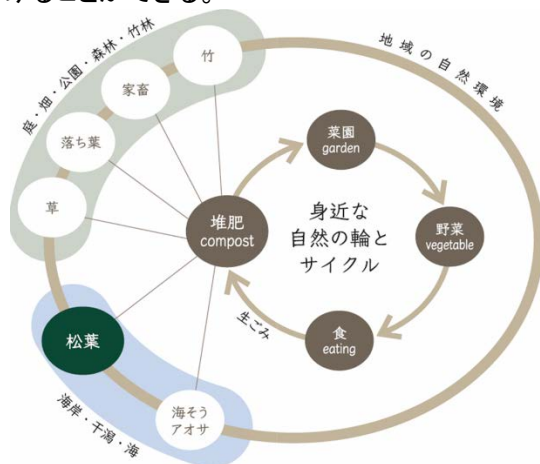 けることができる。
地域の自然環境
庭・畑・公園・森林・竹林
竹
家畜
落ち葉
草
松葉
海そう
アオサ
海岸・干潟・海
堆肥
compost
菜園
garden
野菜
vegetable
食
eating
生ごみ
身近な
自然の輪と
サイクル